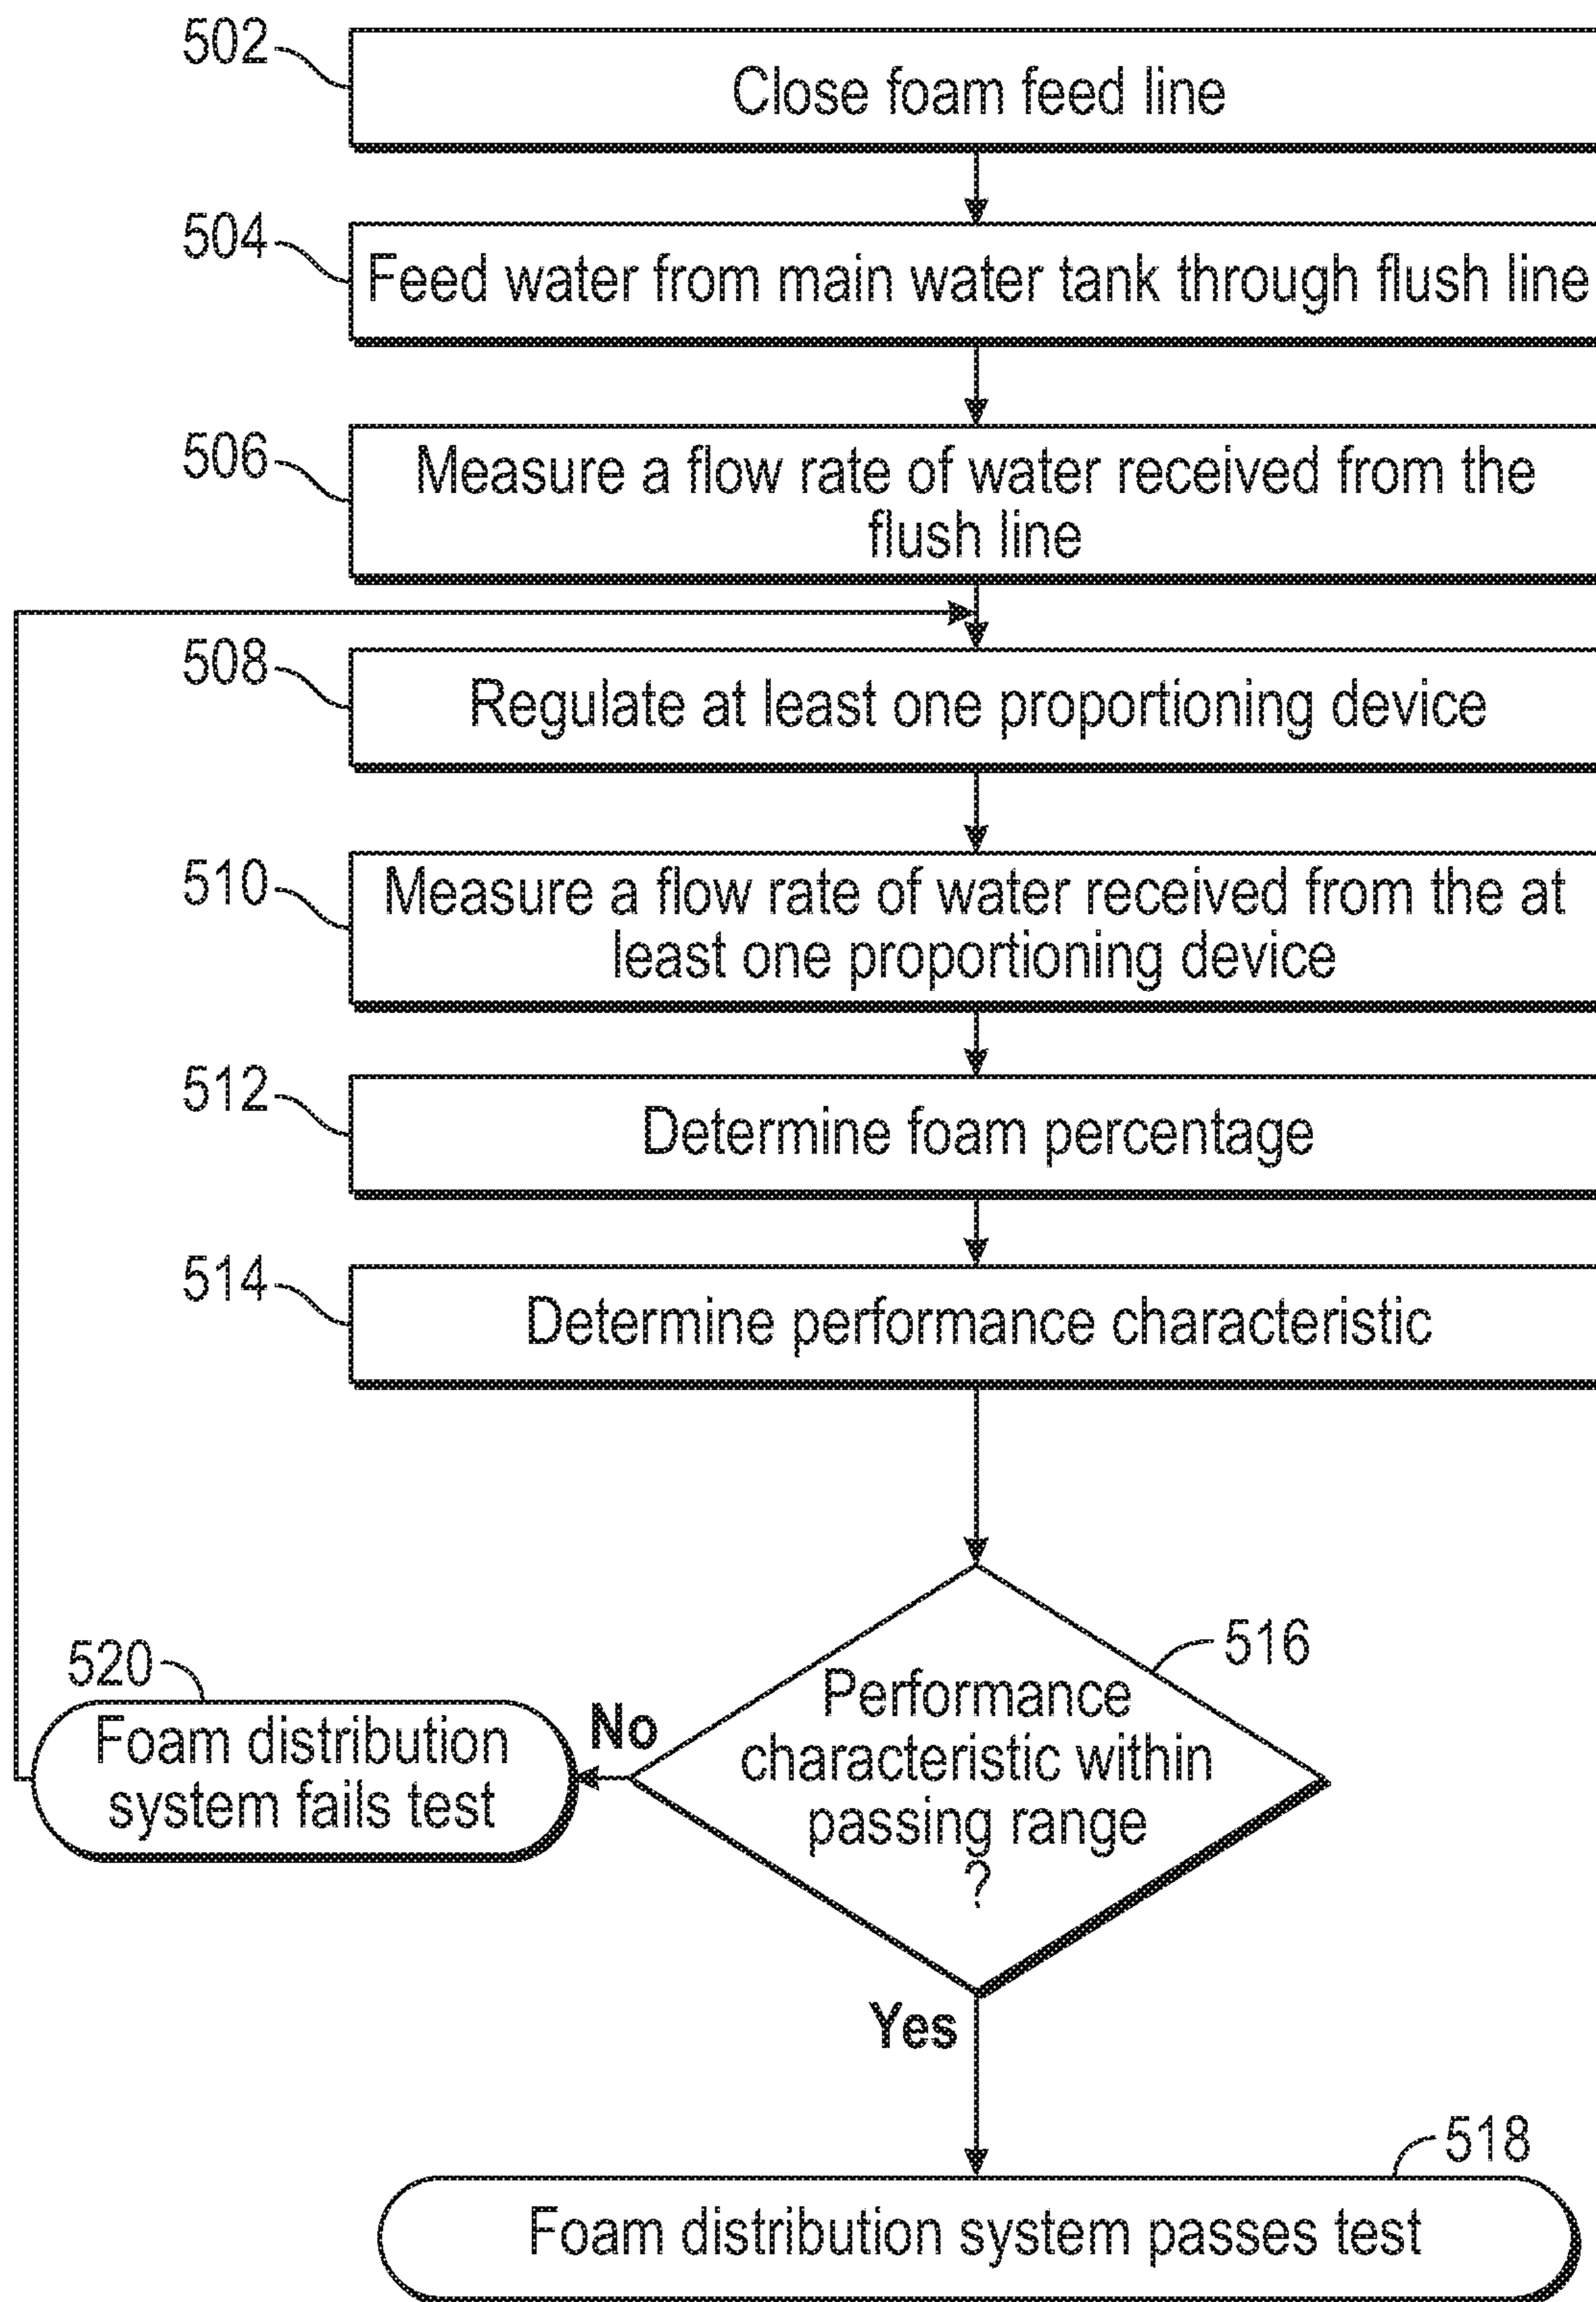 502
Close foam feed line
504
Feed water from main water tank through flush line
506
Measure a flow rate of water received from the
flush line
508
Regulate at least one proportioning device
510
Measure a flow rate of water received from the at
least one proportioning device
512
Determine foam percentage
514
Determine performance characteristic
516
Performance
characteristic within
passing range
?
No
520
Foam distribution
system fails test
Yes
518
Foam distribution system passes test